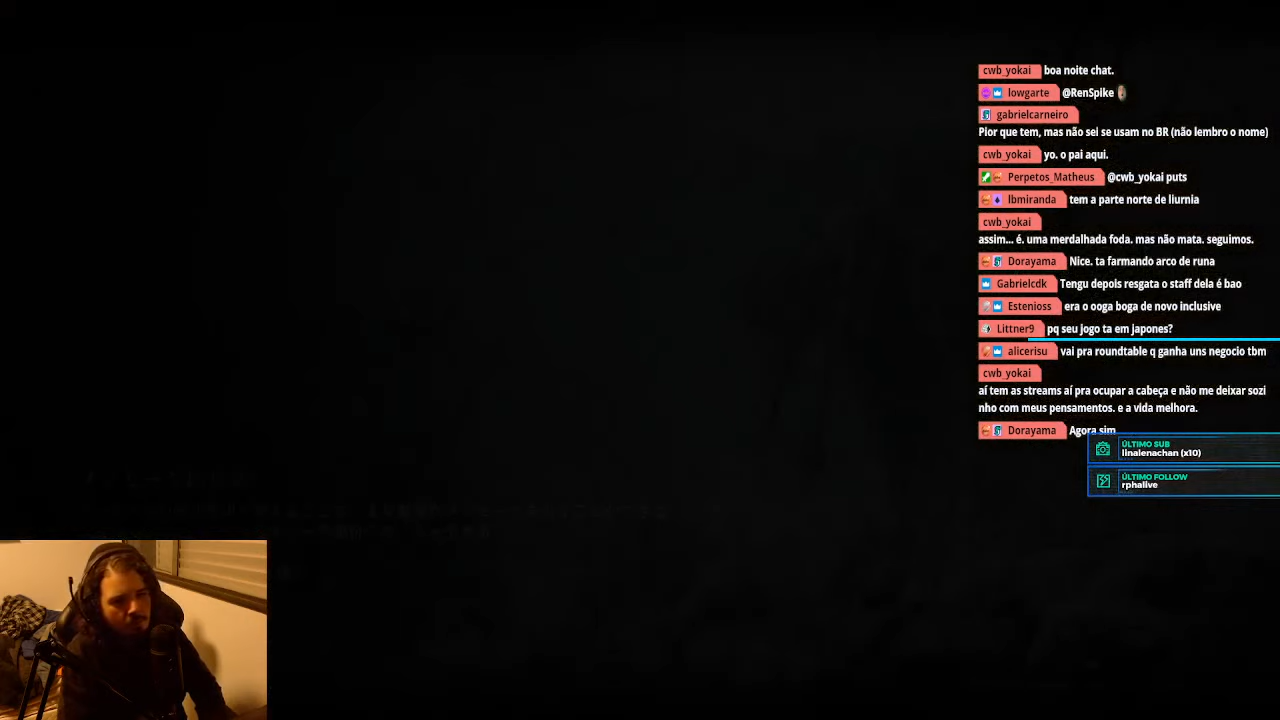 cwb_yokai boa noite chat.
lowgarte @RenSpike
gabrielcarneiro
Pior que tem, mas não sei se usam no BR (não lembro o nome)
cwb_yokai yo. o pai aqui.
Perpetos_Matheus @cwb_yokai puts
lbmiranda tem a parte norte de liurnia
cwb_yokai
assim... é. uma merdalhada foda. mas não mata. seguimos.
Dorayama Nice. ta farmando arco de runa
Gabrielcdk Tengu depois resgata o staff dela é bao
Estenioss era o ooga boga de novo inclusive
Littner9 pq seu jogo ta em japones?
alicerisu vai pra roundtable q ganha uns negocio tbm
cwb_yokai
aí tem as streams aí pra ocupar a cabeça e não me deixar sozi
nho com meus pensamentos. e a vida melhora.
Dorayama Agora sim
ÚLTIMO SUB
linalenachan (x10)
ÚLTIMO FOLLOW
rphalive